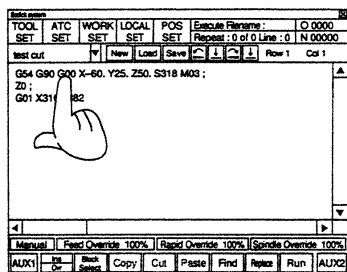 Sodick system
TOOL SET ATC SET WORK SET LOCAL SET POS SET Execute Filename : O 0000
Repeat : 0 of 0 Line : 0 N 00000
test cut New Load Save Row 1 Col 1
G54 G90 G00 X-60. Y25. Z50. S318 M03 ;
Z0 ;
G01 X31 82
Manual Feed Override 100% Rapid Override 100% Spindle Override 100%
AUX1 Ins Ovr Block Select Copy Cut Paste Find Replace Run AUX2